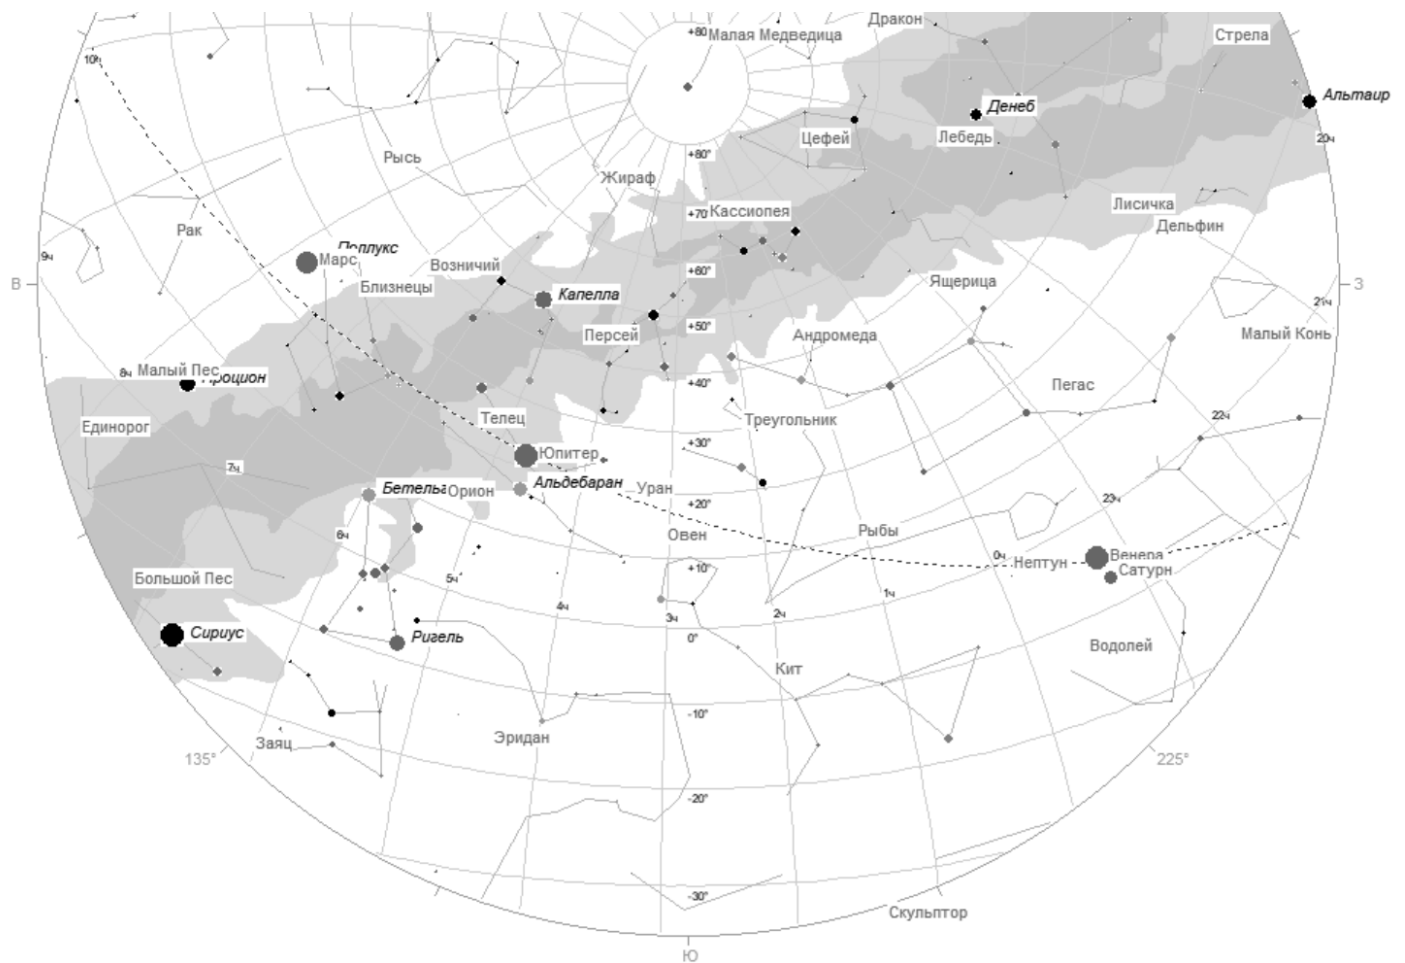 Дракон
+80
Малая Медведица
Стрела
10ч
Альтаир
Денеб
20ч
Цефей
Лебедь
Рысь
+80°
Жираф
Лисичка
+70
Кассиопея
Рак
Дельфин
Поллукс
9ч
Марс
Возничий
+60°
В
Близнецы
Ящерица
З
Капелла
21ч
+50°
Персей
Андромеда
Малый Конь
8ч
Малый Пес
Процион
+40°
Пегас
Телец
Треугольник
22ч
Единорог
+30°
Юпитер
7ч
Альдебаран
Орион
Уран
23ч
+20°
Рыбы
6ч
Овен
0ч
Нептун
Венера
+10°
Сатурн
Большой Пес
5ч
1ч
4ч
3ч
2ч
Сириус
Ригель
0°
Водолей
Кит
-10°
Эридан
Заяц
135°
225°
-20°
-30°
Скульптор
Ю